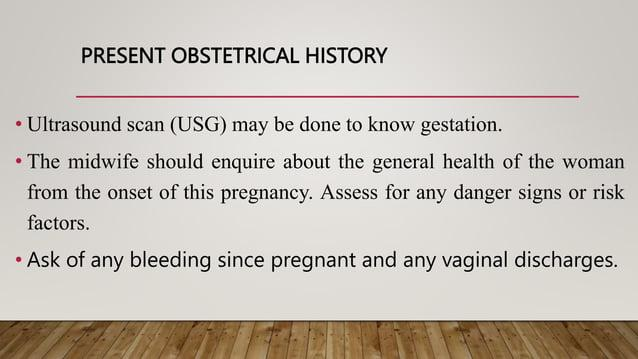 PRESENT OBSTETRICAL HISTORY
• Ultrasound scan (USG) may be done to know gestation.
• The midwife should enquire about the general health of the woman
from the onset of this pregnancy. Assess for any danger signs or risk
factors.
• Ask of any bleeding since pregnant and any vaginal discharges.